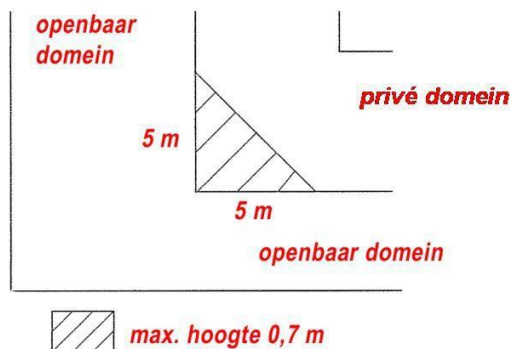 openbaar
domein
privé domein
5 m
5 m
openbaar domein
max. hoogte 0,7 m